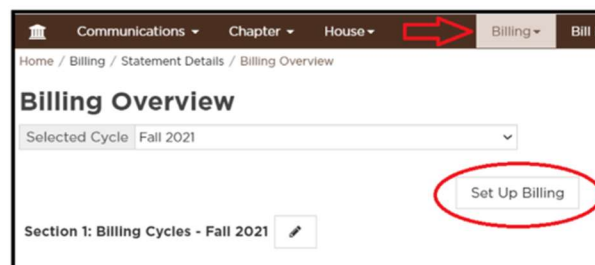 Communications Chapter House Billing Bill
Home / Billing / Statement Details / Billing Overview
Billing Overview
Selected Cycle Fall 2021
Set Up Billing
Section 1: Billing Cycles - Fall 2021